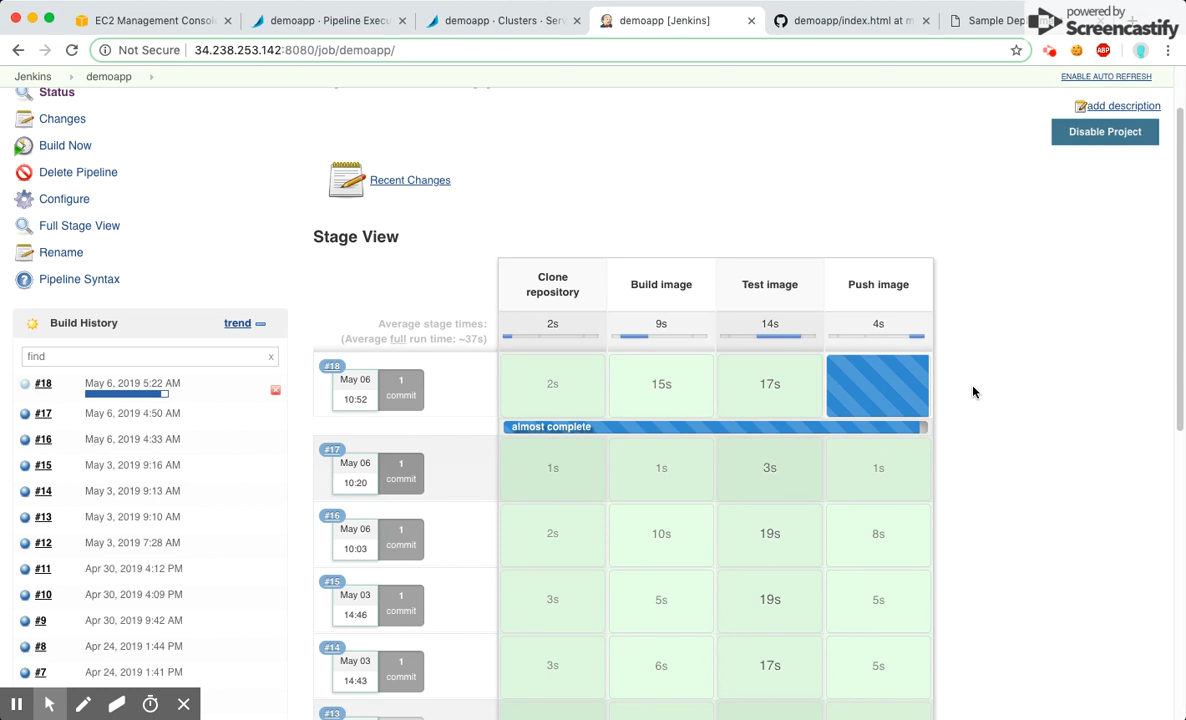 EC2 Management Consol
demoapp · Pipeline Execu
demoapp · Clusters · Serv
demoapp [Jenkins]
demoapp/index.html at m
Sample Dep
powered by
Screencastify
Not Secure
34.238.253.142:8080/job/demoapp/
ABP
Jenkins
demoapp
ENABLE AUTO REFRESH
Status
Changes
Build Now
Delete Pipeline
Configure
Full Stage View
Rename
Pipeline Syntax
add description
Disable Project
Recent Changes
Stage View
Clone
repository
Build image
Test image
Push image
Average stage times:
(Average full run time: ~37s)
2s
9s
14s
4s
#18
May 06
10:52
1
commit
2s
15s
17s
almost complete
#17
May 06
10:20
1
commit
1s
1s
3s
1s
#16
May 06
10:03
1
commit
2s
10s
19s
8s
#15
May 03
14:46
1
commit
3s
5s
19s
5s
#14
May 03
14:43
1
commit
3s
6s
17s
5s
#13
Build History
trend
find
x
#18 May 6, 2019 5:22 AM
#17 May 6, 2019 4:50 AM
#16 May 6, 2019 4:33 AM
#15 May 3, 2019 9:16 AM
#14 May 3, 2019 9:13 AM
#13 May 3, 2019 9:10 AM
#12 May 3, 2019 7:28 AM
#11 Apr 30, 2019 4:12 PM
#10 Apr 30, 2019 4:09 PM
#9 Apr 30, 2019 9:42 AM
#8 Apr 24, 2019 1:44 PM
#7 Apr 24, 2019 1:41 PM